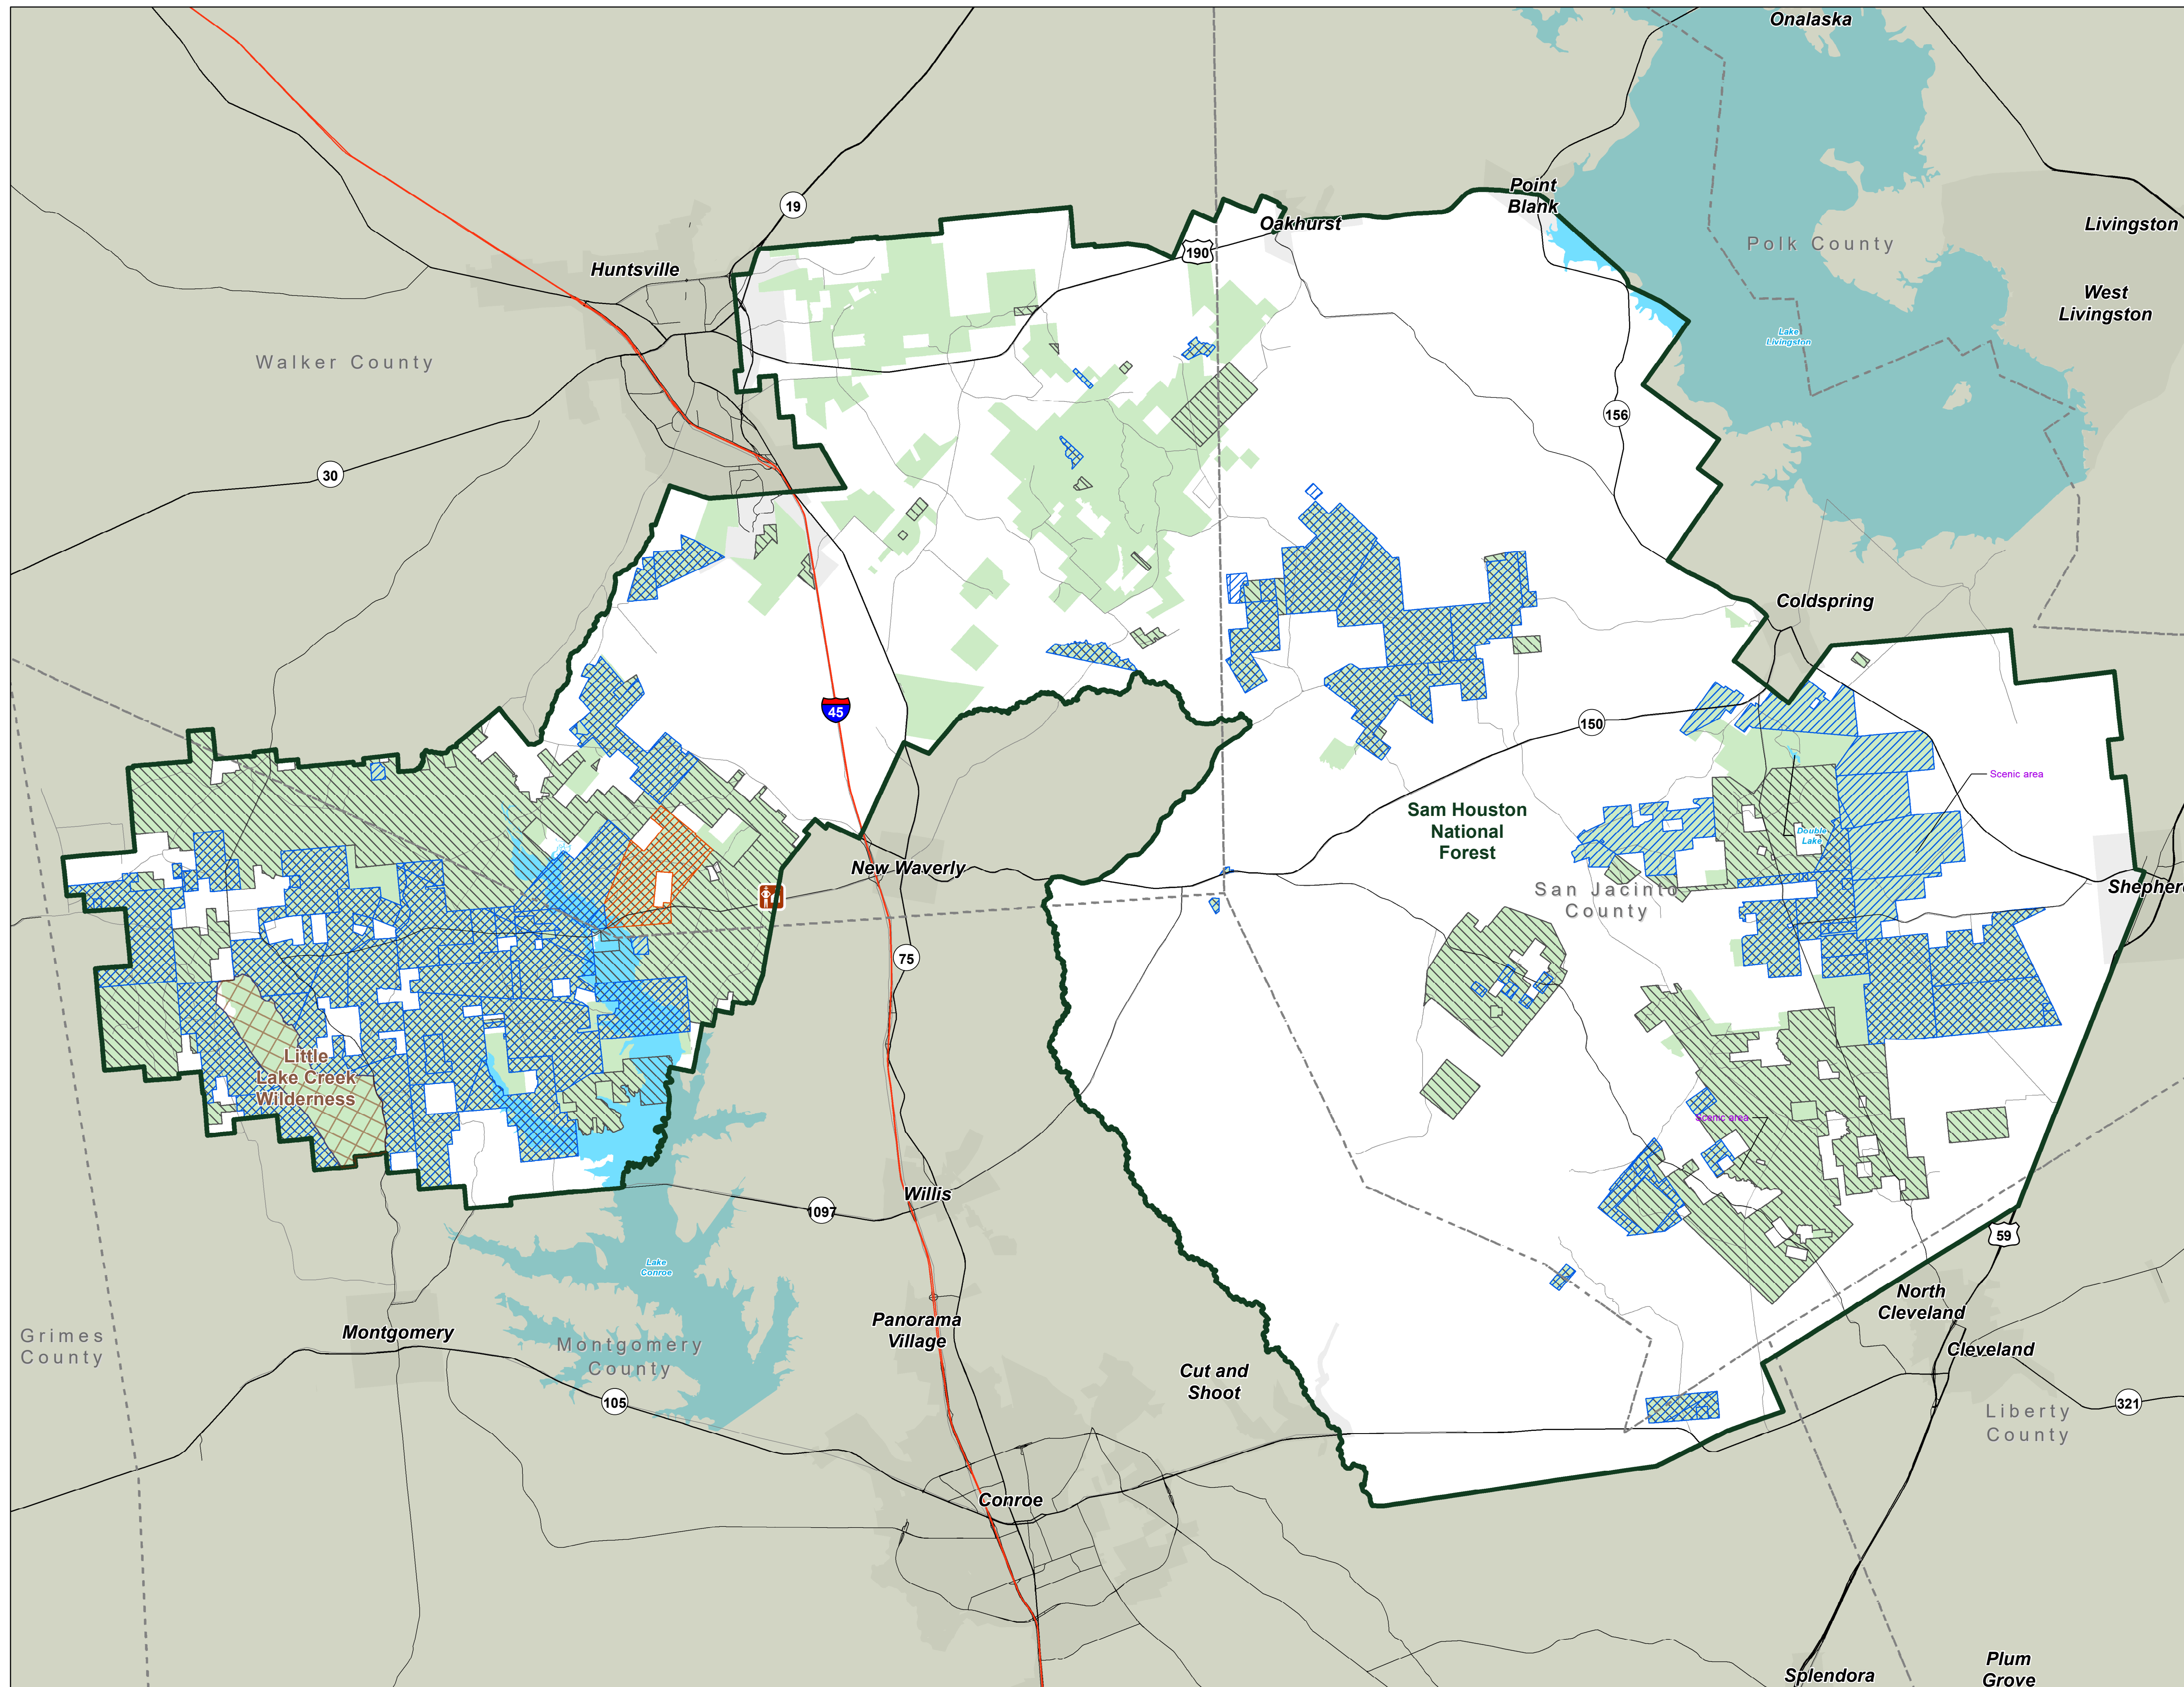 Onalaska
Point
Blank
19
Oakhurst
Livingston
Polk County
190
Huntsville
West
Livingston
Lake
Livingston
Walker County
156
30
Coldspring
45
150
Scenic area
Sam Houston
National
Forest
Double
Lake
New Waverly
San Jacinto
County
Shepher
75
Little
Lake Creek
Wilderness
Scenic area
Willis
1097
59
Lake
Conroe
North
Cleveland
Panorama
Village
Grimes
County
Montgomery
Montgomery
County
Cleveland
Cut and
Shoot
105
321
Liberty
County
Conroe
Plum
Grove
Splendora